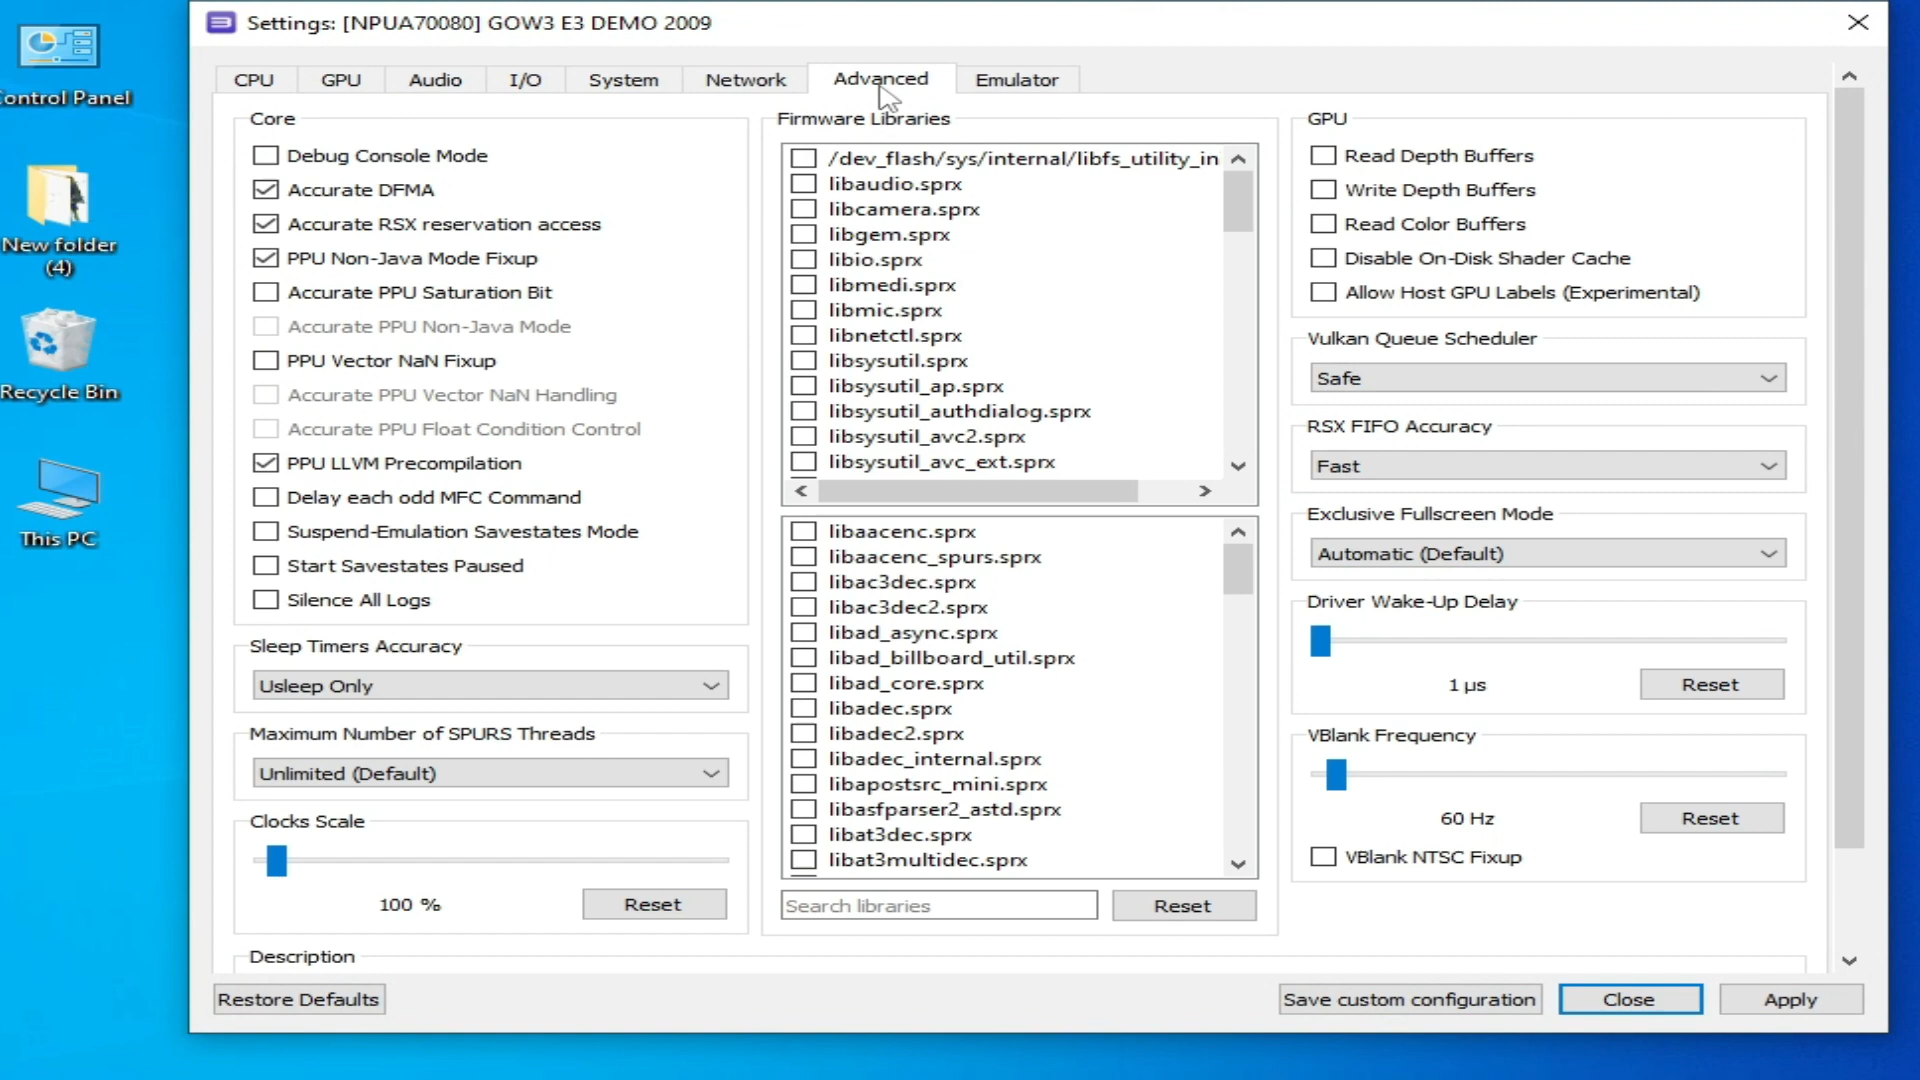 Control Panel
New folder
(4)
Recycle Bin
This PC
Settings: [NPUA70080] GOW3 E3 DEMO 2009
CPU
GPU
Audio
I/O
System
Network
Advanced
Emulator
Core
Debug Console Mode
Accurate DFMA
Accurate RSX reservation access
PPU Non-Java Mode Fixup
Accurate PPU Saturation Bit
Accurate PPU Non-Java Mode
PPU Vector NaN Fixup
Accurate PPU Vector NaN Handling
Accurate PPU Float Condition Control
PPU LLVM Precompilation
Delay each odd MFC Command
Suspend-Emulation Savestates Mode
Start Savestates Paused
Silence All Logs
Sleep Timers Accuracy
Usleep Only
Maximum Number of SPURS Threads
Unlimited (Default)
Clocks Scale
100 %
Reset
Firmware Libraries
/dev_flash/sys/internal/libfs_utility_in
libaudio.sprx
libcamera.sprx
libgem.sprx
libio.sprx
libmedi.sprx
libmic.sprx
libnetctl.sprx
libsysutil.sprx
libsysutil_ap.sprx
libsysutil_authdialog.sprx
libsysutil_avc2.sprx
libsysutil_avc_ext.sprx
libaacenc.sprx
libaacenc_spurs.sprx
libac3dec.sprx
libac3dec2.sprx
libad_async.sprx
libad_billboard_util.sprx
libad_core.sprx
libadec.sprx
libadec2.sprx
libadec_internal.sprx
libapostsrc_mini.sprx
libasfparser2_astd.sprx
libat3dec.sprx
libat3multidec.sprx
Search libraries
Reset
GPU
Read Depth Buffers
Write Depth Buffers
Read Color Buffers
Disable On-Disk Shader Cache
Allow Host GPU Labels (Experimental)
Vulkan Queue Scheduler
Safe
RSX FIFO Accuracy
Fast
Exclusive Fullscreen Mode
Automatic (Default)
Driver Wake-Up Delay
1 µs
Reset
VBlank Frequency
60 Hz
Reset
VBlank NTSC Fixup
Description
Restore Defaults
Save custom configuration
Close
Apply